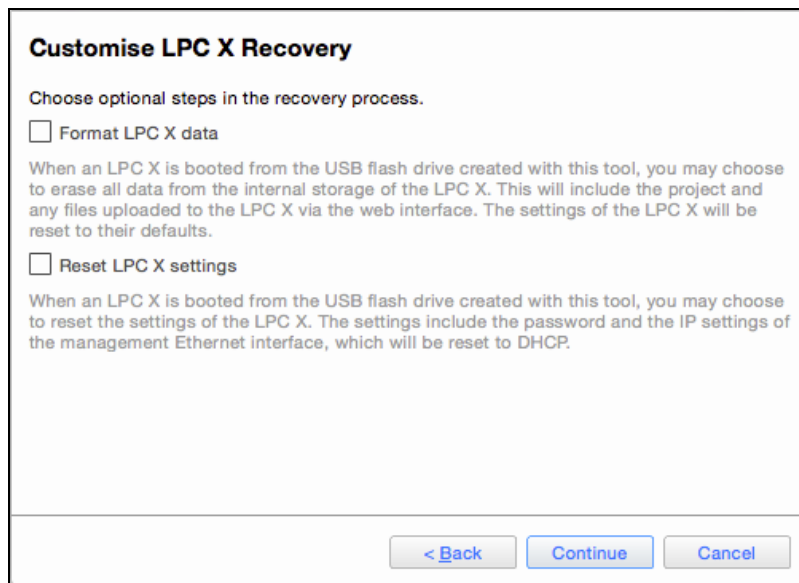 Customise LPC X Recovery
Choose optional steps in the recovery process.
Format LPC X data
When an LPC X is booted from the USB flash drive created with this tool, you may choose
to erase all data from the internal storage of the LPC X. This will include the project and
any files uploaded to the LPC X via the web interface. The settings of the LPC X will be
reset to their defaults.
Reset LPC X settings
When an LPC X is booted from the USB flash drive created with this tool, you may choose
to reset the settings of the LPC X. The settings include the password and the IP settings of
the management Ethernet interface, which will be reset to DHCP.
< Back
Continue
Cancel